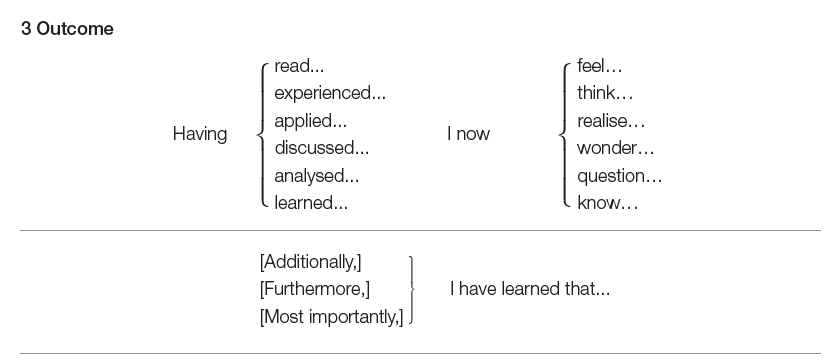 3 Outcome
read...
feel…
experienced...
think…
applied...
realise…
Having
I now
discussed...
wonder…
analysed...
question…
learned...
know…
[Additionally,]
[Furthermore,]
I have learned that...
[Most importantly,]